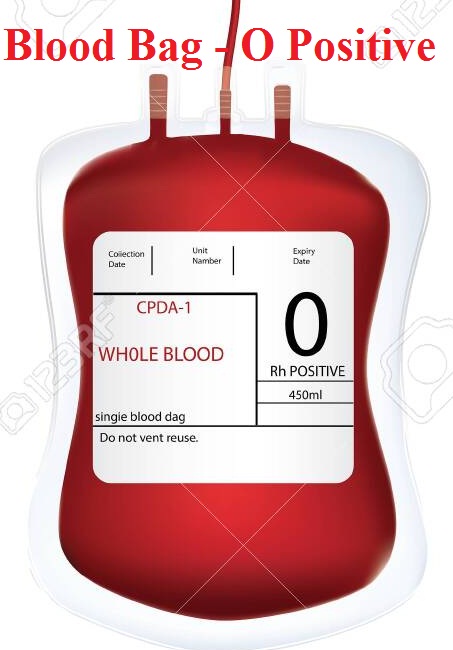 Blood Bag - O Positive
Collection Date
Unit Number
Expiry Date
CPDA-1
WH0LE BLOOD
O
Rh POSITIVE
450ml
singie blood dag
Do not vent reuse.
123RF